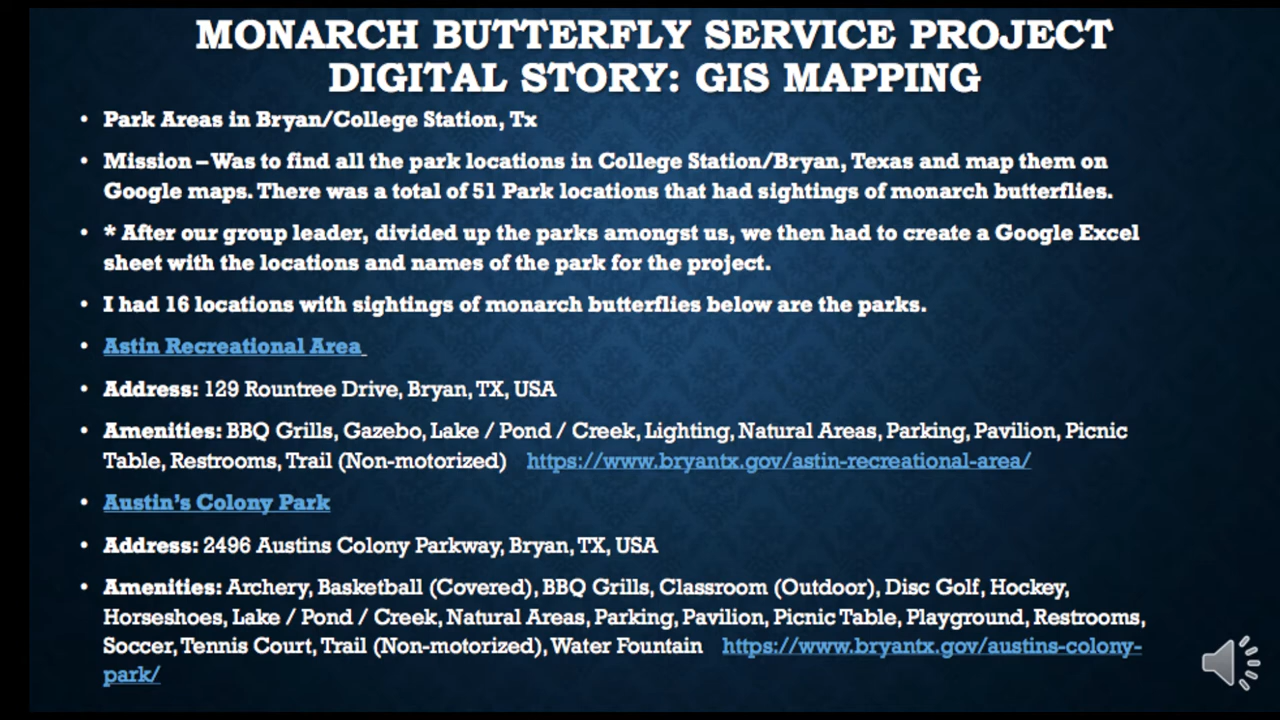 MONARCH BUTTERFLY SERVICE PROJECT
DIGITAL STORY: GIS MAPPING
• Park Areas in Bryan/College Station, Tx
• Mission – Was to find all the park locations in College Station/Bryan, Texas and map them on
Google maps. There was a total of 51 Park locations that had sightings of monarch butterflies.
• * After our group leader, divided up the parks amongst us, we then had to create a Google Excel
sheet with the locations and names of the park for the project.
• I had 16 locations with sightings of monarch butterflies below are the parks.
• Astin Recreational Area
• Address: 129 Rountree Drive, Bryan, TX, USA
• Amenities: BBQ Grills, Gazebo, Lake / Pond / Creek, Lighting, Natural Areas, Parking, Pavilion, Picnic
Table, Restrooms, Trail (Non-motorized) https://www.bryantx.gov/astin-recreational-area/
• Austin's Colony Park
• Address: 2496 Austins Colony Parkway, Bryan, TX, USA
• Amenities: Archery, Basketball (Covered), BBQ Grills, Classroom (Outdoor), Disc Golf, Hockey,
Horseshoes, Lake / Pond / Creek, Natural Areas, Parking, Pavilion, Picnic Table, Playground, Restrooms,
Soccer, Tennis Court, Trail (Non-motorized), Water Fountain https://www.bryantx.gov/austins-colony-
park/